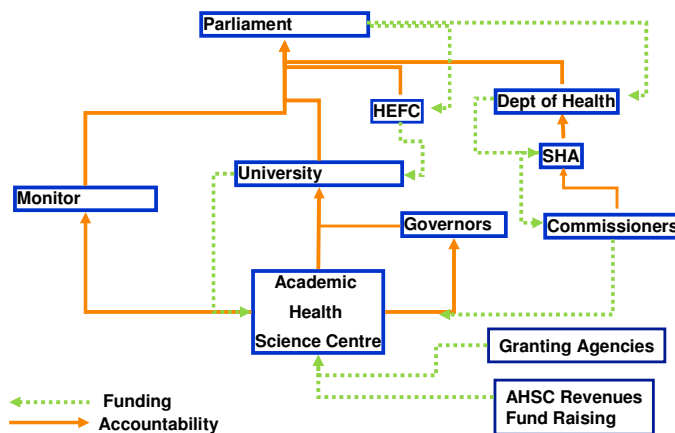 Parliament
HEFC
Dept of Health
SHA
University
Monitor
Governors
Commissioners
Academic
Health
Science Centre
Granting Agencies
AHSC Revenues
Fund Raising
Funding
Accountability